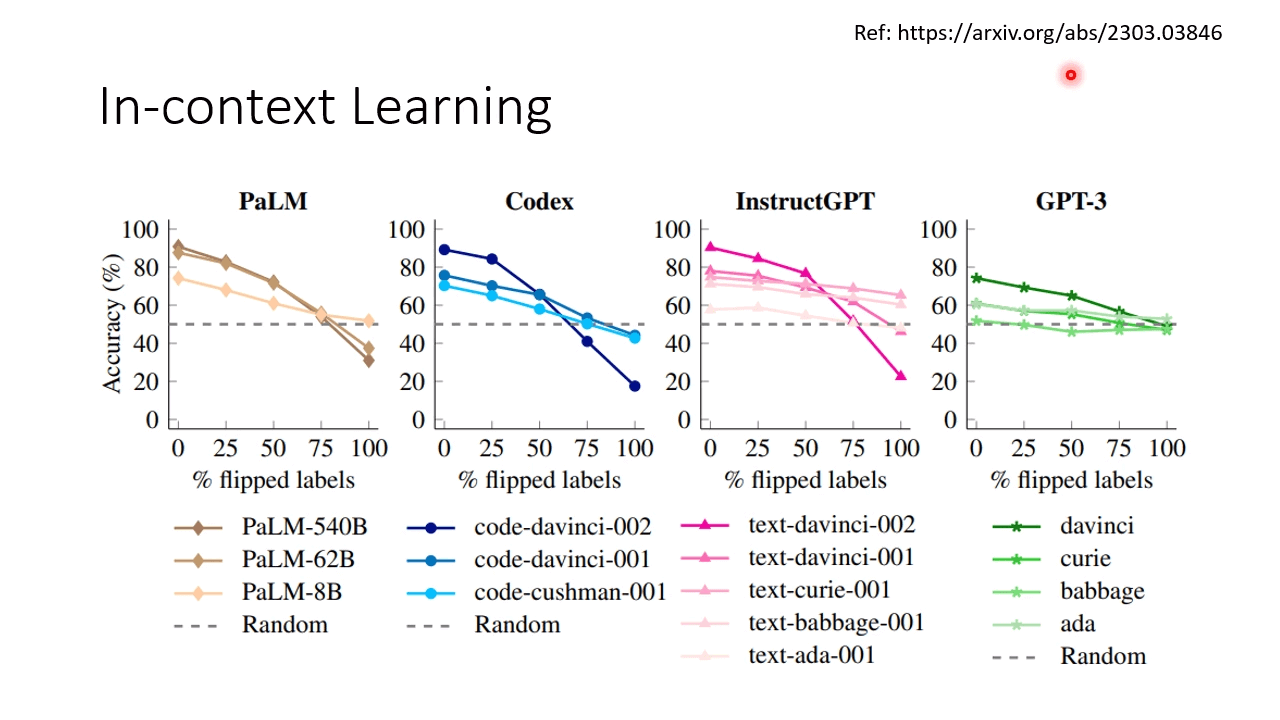 Ref: https://arxiv.org/abs/2303.03846
In-context Learning
PaLM
Codex
InstructGPT
GPT-3
Accuracy (%)
100
80
60
40
20
0
0 25 50 75 100
% flipped labels
100
80
60
40
20
0
0 25 50 75 100
% flipped labels
100
80
60
40
20
0
0 25 50 75 100
% flipped labels
100
80
60
40
20
0
0 25 50 75 100
% flipped labels
PaLM-540B
PaLM-62B
PaLM-8B
Random
code-davinci-002
code-davinci-001
code-cushman-001
Random
text-davinci-002
text-davinci-001
text-curie-001
text-babbage-001
text-ada-001
davinci
curie
babbage
ada
Random